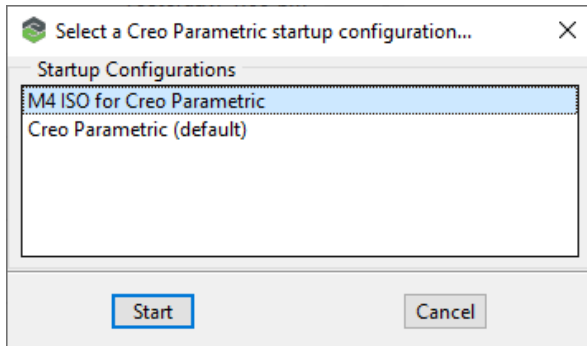 Select a Creo Parametric startup configuration...
Startup Configurations
M4 ISO for Creo Parametric
Creo Parametric (default)
Start
Cancel